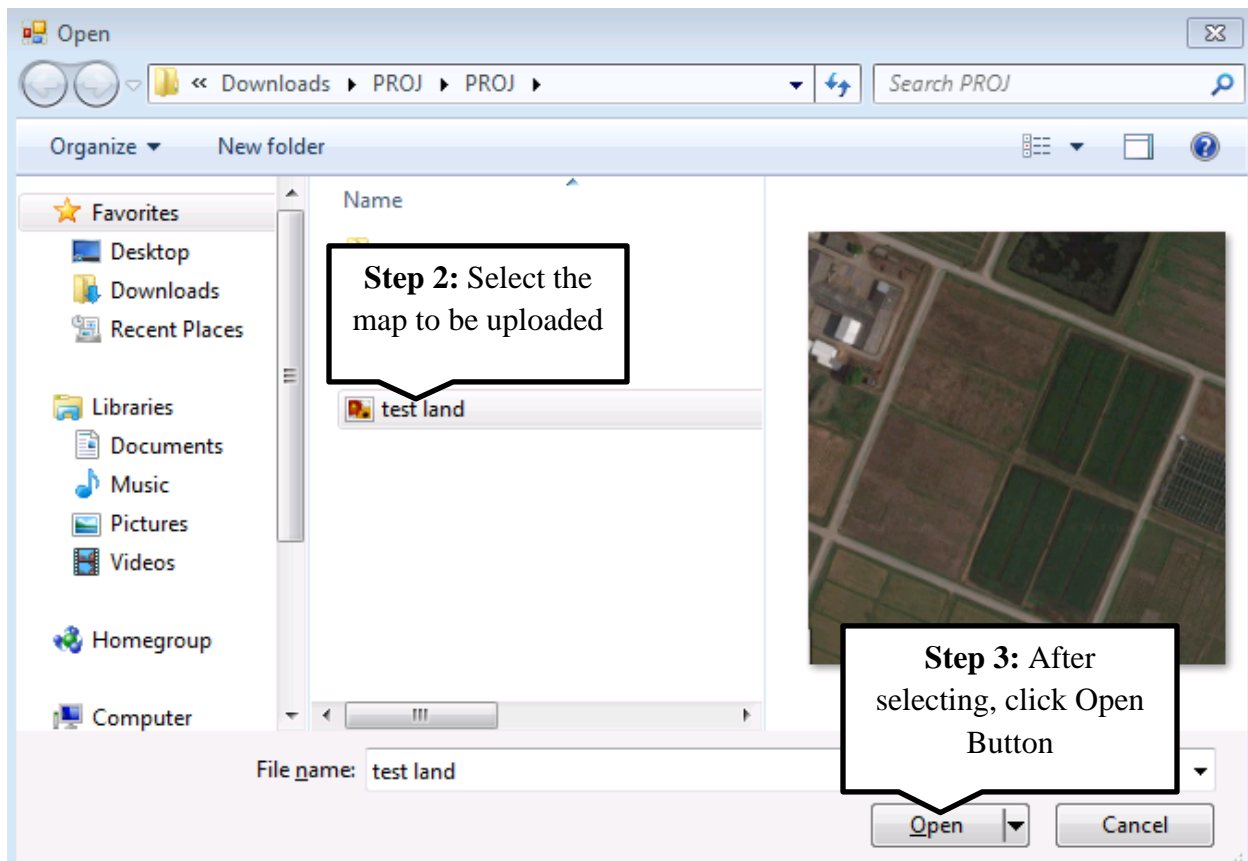 Open
« Downloads ▸ PROJ ▸ PROJ ▸
Search PROJ
Organize ▼ New folder
Favorites
Desktop
Downloads
Recent Places
Libraries
Documents
Music
Pictures
Videos
Homegroup
Computer
Name
Step 2: Select the
map to be uploaded
test land
Step 3: After
selecting, click Open
Button
File name: test land
Open
Cancel